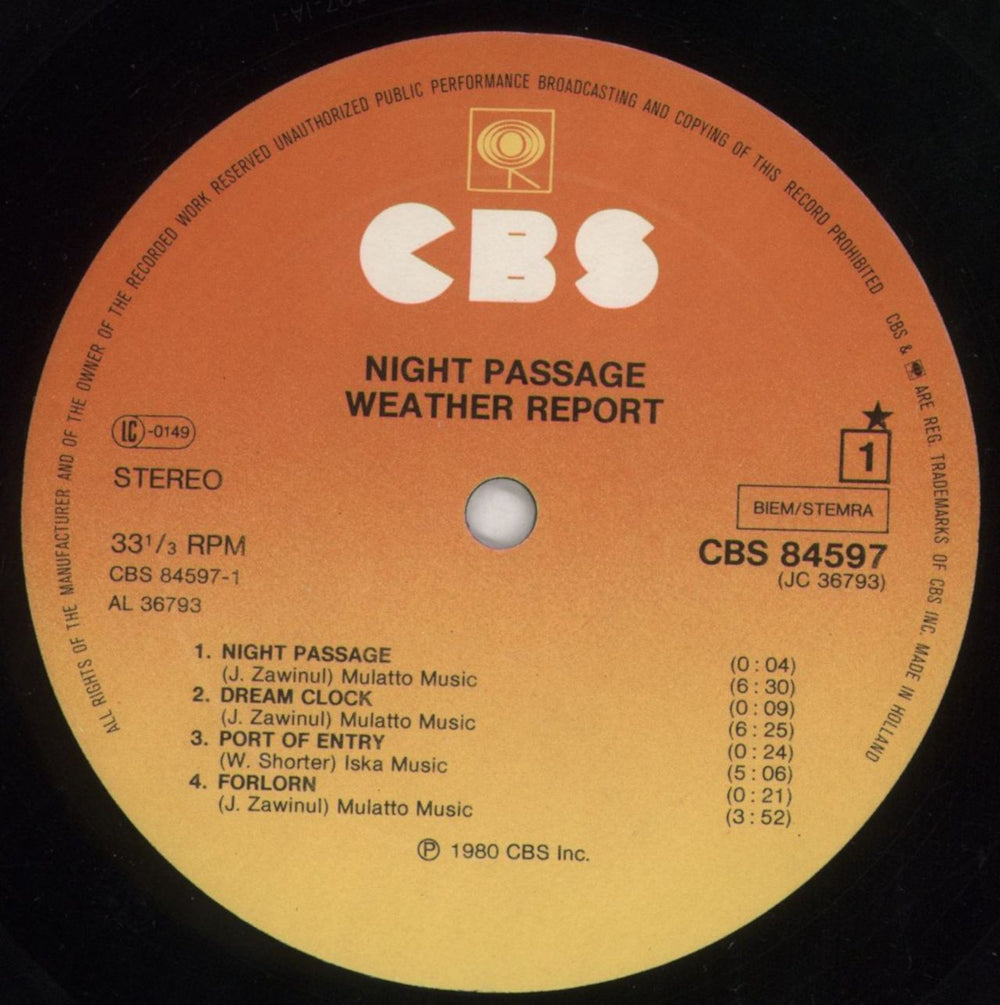 ALL RIGHTS OF THE MANUFACTURER AND OF THE OWNER OF THE RECORDED WORK RESERVED UNAUTHORIZED PUBLIC PERFORMANCE BROADCASTING AND COPYING OF THIS RECORD PROHIBITED CBS & ARE REG. TRADEMARKS OF CBS INC. MADE IN HOLLAND
CBS
NIGHT PASSAGE
WEATHER REPORT
LC-0149
STEREO
33 1/3 RPM
CBS 84597-1
AL 36793
1
BIEM/STEMRA
CBS 84597
(JC 36793)
1. NIGHT PASSAGE (0:04)
(J. Zawinul) Mulatto Music (6:30)
2. DREAM CLOCK (0:09)
(J. Zawinul) Mulatto Music (6:25)
3. PORT OF ENTRY (0:24)
(W. Shorter) Iska Music (5:06)
4. FORLORN (0:21)
(J. Zawinul) Mulatto Music (3:52)
Ⓟ 1980 CBS Inc.